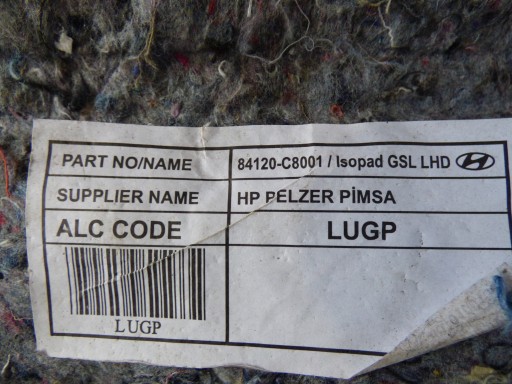 PART NO/NAME 84120-C8001 / Isopad GSL LHD
SUPPLIER NAME HP PELZER PİMSA
ALC CODE LUGP
LUGP